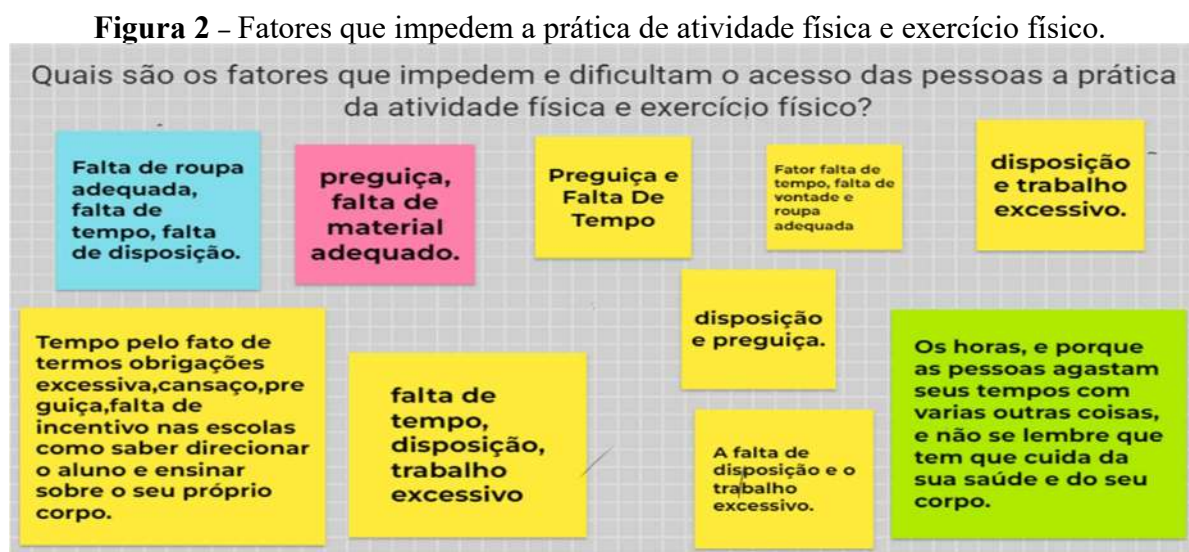 Figura 2 – Fatores que impedem a prática de atividade física e exercício físico.
Quais são os fatores que impedem e dificultam o acesso das pessoas a prática
da atividade física e exercício físico?
Falta de roupa
adequada,
falta de
tempo, falta
de disposição.
preguiça,
falta de
material
adequado.
Preguiça e
Falta De
Tempo
Fator falta de
tempo, falta de
vontade e
roupa
adequada
disposição
e trabalho
excessivo.
disposição
e preguiça.
Tempo pelo fato de
termos obrigações
excessiva,cansaço,pre
guiça,falta de
incentivo nas escolas
como saber direcionar
o aluno e ensinar
sobre o seu próprio
corpo.
falta de
tempo,
disposição,
trabalho
excessivo
A falta de
disposição e o
trabalho
excessivo.
Os horas, e porque
as pessoas agastam
seus tempos com
varias outras coisas,
e não se lembre que
tem que cuida da
sua saúde e do seu
corpo.